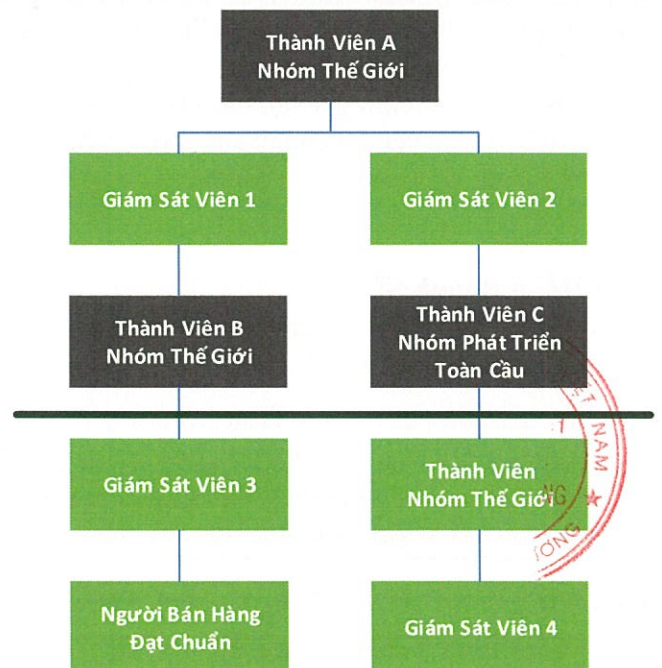 Thành Viên A
Nhóm Thế Giới
Giám Sát Viên 1
Giám Sát Viên 2
Thành Viên B
Nhóm Thế Giới
Thành Viên C
Nhóm Phát Triển
Toàn Cầu
Giám Sát Viên 3
Thành Viên
Nhóm Thế Giới
NAM
Người Bán Hàng
Đạt Chuẩn
Giám Sát Viên 4